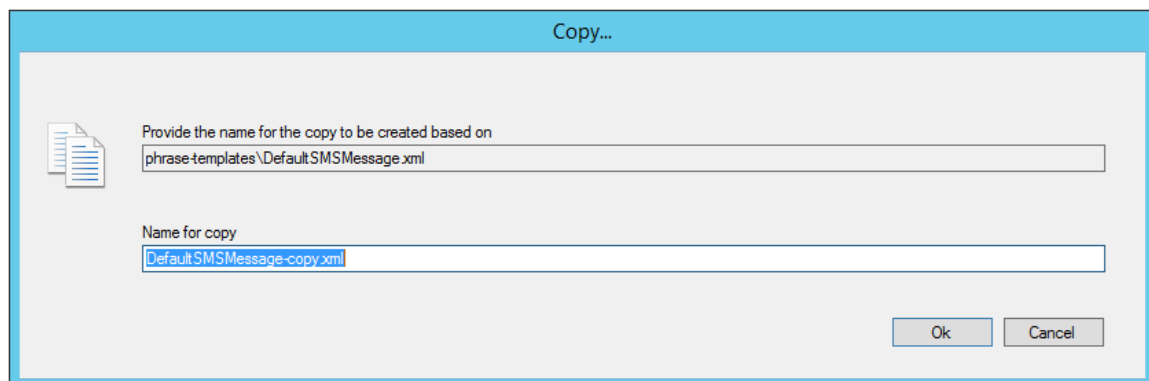 Copy...
Provide the name for the copy to be created based on
phrase-templates\DefaultSMSMessage.xml
Name for copy
DefaultSMSMessage-copy.xml
Ok Cancel